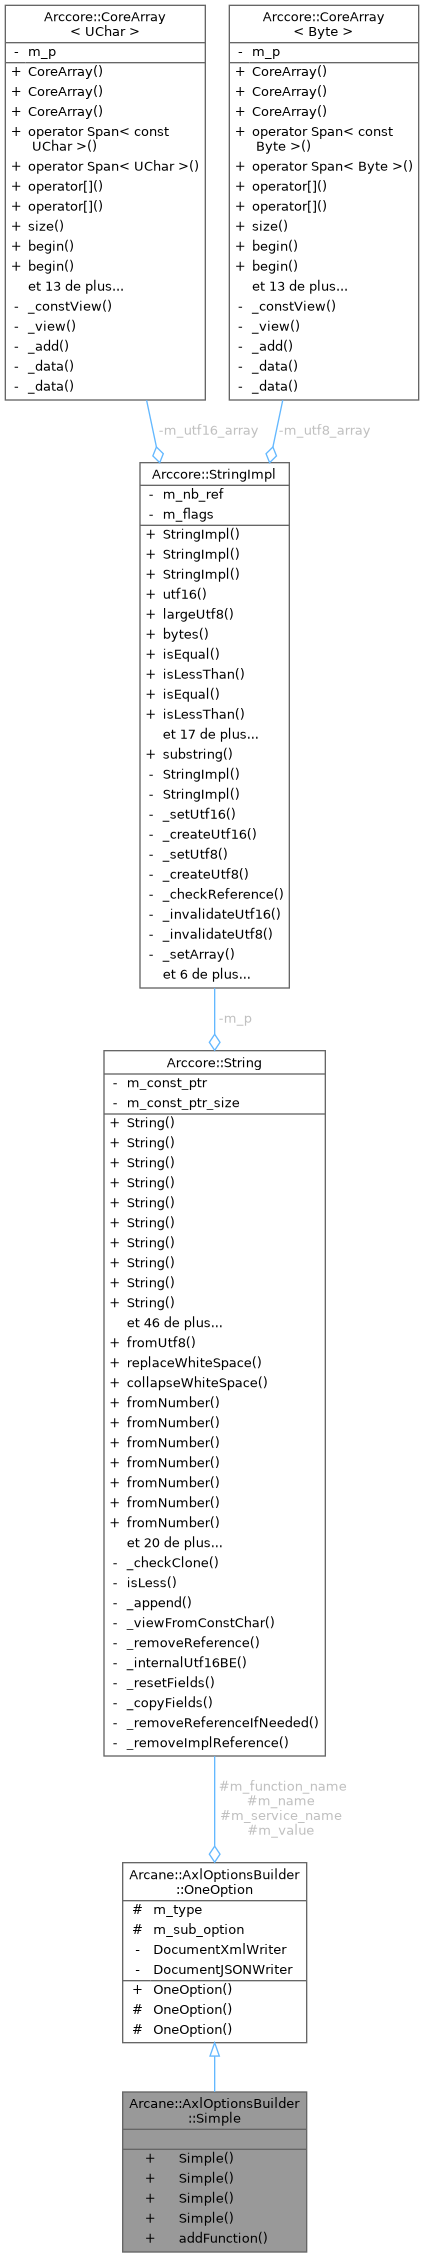 Arccore::CoreArray
< UChar >
- m_p
+ CoreArray()
+ CoreArray()
+ CoreArray()
+ operator Span< const
UChar >()
+ operator Span< UChar >()
+ operator[]()
+ operator[]()
+ size()
+ begin()
+ begin()
et 13 de plus...
- _constView()
- _view()
- _add()
- _data()
- _data()
Arccore::CoreArray
< Byte >
- m_p
+ CoreArray()
+ CoreArray()
+ CoreArray()
+ operator Span< const
Byte >()
+ operator Span< Byte >()
+ operator[]()
+ operator[]()
+ size()
+ begin()
+ begin()
et 13 de plus...
- _constView()
- _view()
- _add()
- _data()
- _data()
-m_utf16_array
-m_utf8_array
Arccore::StringImpl
- m_nb_ref
- m_flags
+ StringImpl()
+ StringImpl()
+ StringImpl()
+ utf16()
+ largeUtf8()
+ bytes()
+ isEqual()
+ isLessThan()
+ isEqual()
+ isLessThan()
et 17 de plus...
+ substring()
- StringImpl()
- StringImpl()
- _setUtf16()
- _createUtf16()
- _setUtf8()
- _createUtf8()
- _checkReference()
- _invalidateUtf16()
- _invalidateUtf8()
- _setArray()
et 6 de plus...
-m_p
Arccore::String
- m_const_ptr
- m_const_ptr_size
+ String()
+ String()
+ String()
+ String()
+ String()
+ String()
+ String()
+ String()
+ String()
+ String()
et 46 de plus...
+ fromUtf8()
+ replaceWhiteSpace()
+ collapseWhiteSpace()
+ fromNumber()
+ fromNumber()
+ fromNumber()
+ fromNumber()
+ fromNumber()
+ fromNumber()
+ fromNumber()
et 20 de plus...
- _checkClone()
- isLess()
- _append()
- _viewFromConstChar()
- _removeReference()
- _internalUtf16BE()
- _resetFields()
- _copyFields()
- _removeReferenceIfNeeded()
- _removeImplReference()
#m_function_name
#m_name
#m_service_name
#m_value
Arcane::AxlOptionsBuilder
::OneOption
# m_type
# m_sub_option
- DocumentXmlWriter
- DocumentJSONWriter
+ OneOption()
# OneOption()
# OneOption()
Arcane::AxlOptionsBuilder
::Simple
+ Simple()
+ Simple()
+ Simple()
+ Simple()
+ addFunction()